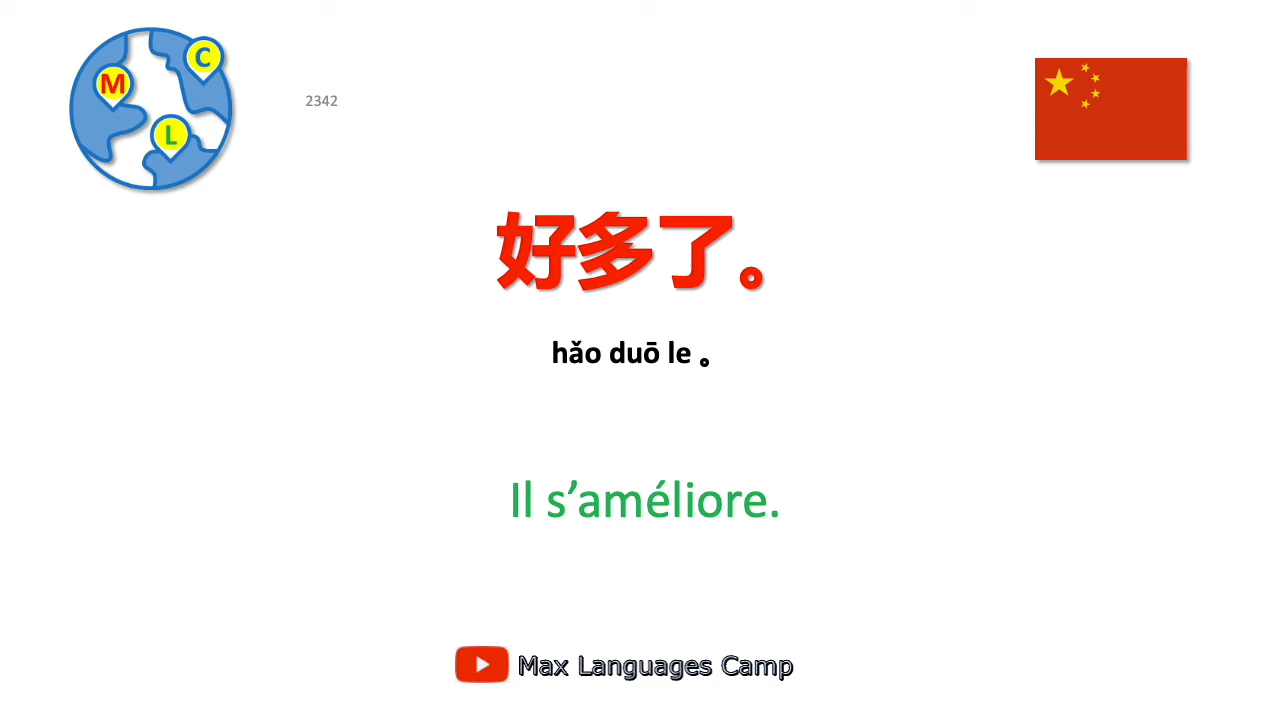 M
C
L
2342
好多了。
hǎo duō le 。
Il s’améliore.
Max Languages Camp